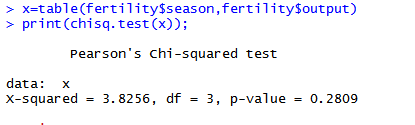 > x=table(fertility$season,fertility$output)
> print(chisq.test(x));
Pearson's Chi-squared test
data:  x
X-squared = 3.8256, df = 3, p-value = 0.2809